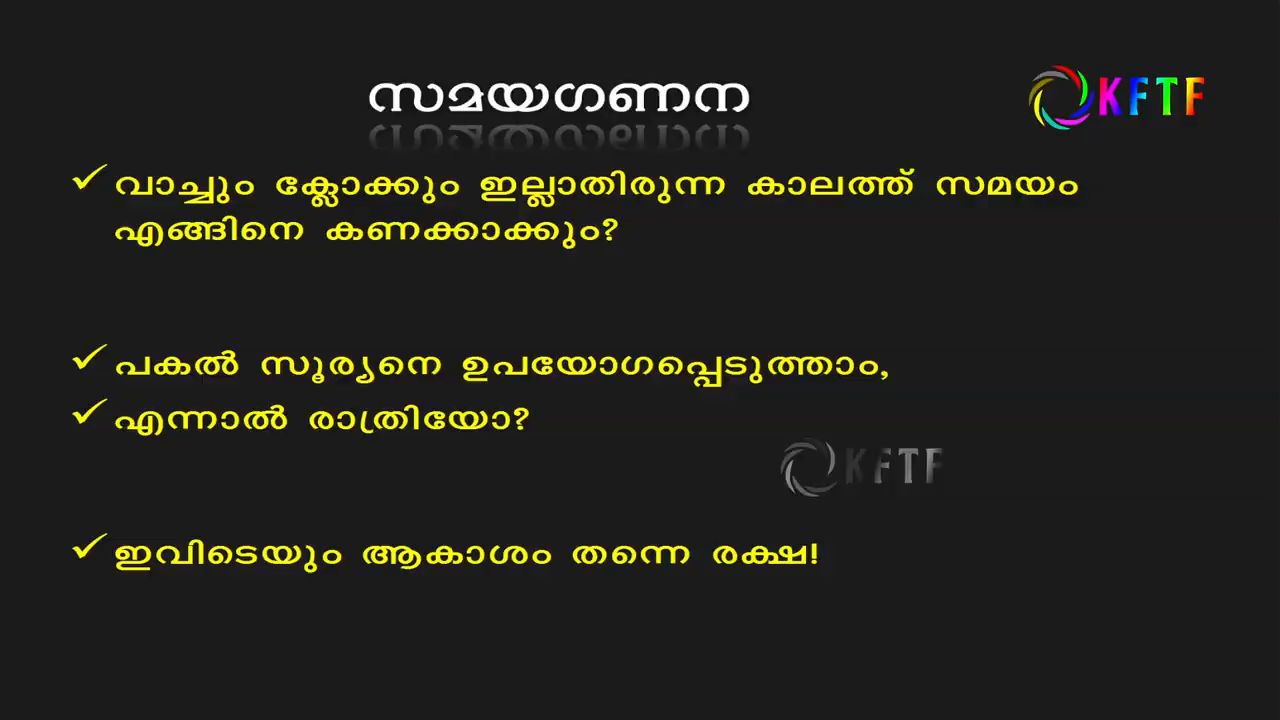 സമയഗണന
KFTF
വാച്ചും ക്ലോക്കും ഇല്ലാതിരുന്ന കാലത്ത് സമയം
എങ്ങിനെ കണക്കാക്കും?
പകൽ സൂര്യനെ ഉപയോഗപ്പെടുത്താം,
എന്നാൽ രാത്രിയോ?
KFTF
ഇവിടെയും ആകാശം തന്നെ രക്ഷ!